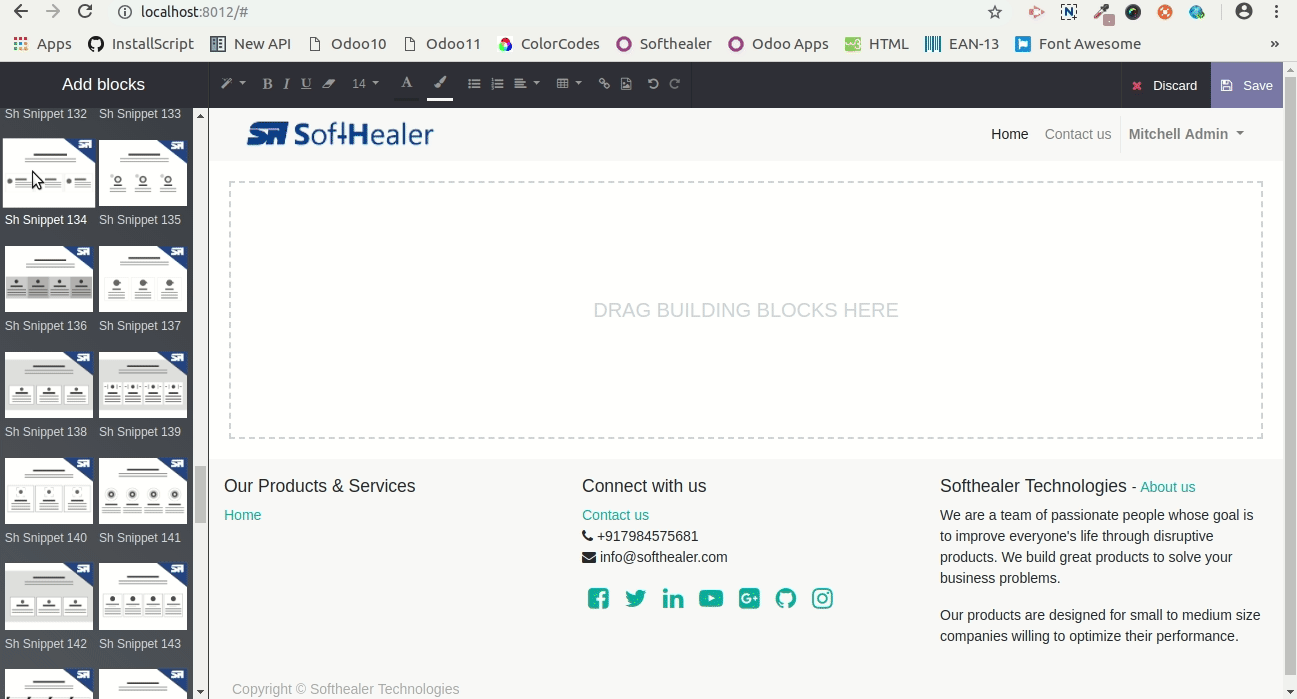 localhost:8012/#
Apps InstallScript New API Odoo10 Odoo11 ColorCodes Softhealer Odoo Apps HTML EAN-13 Font Awesome »
Add blocks
B I U 14 A
Discard Save
Sh Snippet 132 Sh Snippet 133
Sh Snippet 134 Sh Snippet 135
Sh Snippet 136 Sh Snippet 137
Sh Snippet 138 Sh Snippet 139
Sh Snippet 140 Sh Snippet 141
Sh Snippet 142 Sh Snippet 143
SoftHealer
Home Contact us Mitchell Admin
DRAG BUILDING BLOCKS HERE
Our Products & Services
Home
Connect with us
Contact us
+917984575681
info@softhealer.com
Softhealer Technologies - About us
We are a team of passionate people whose goal is
to improve everyone's life through disruptive
products. We build great products to solve your
business problems.
Our products are designed for small to medium size
companies willing to optimize their performance.
Copyright © Softhealer Technologies